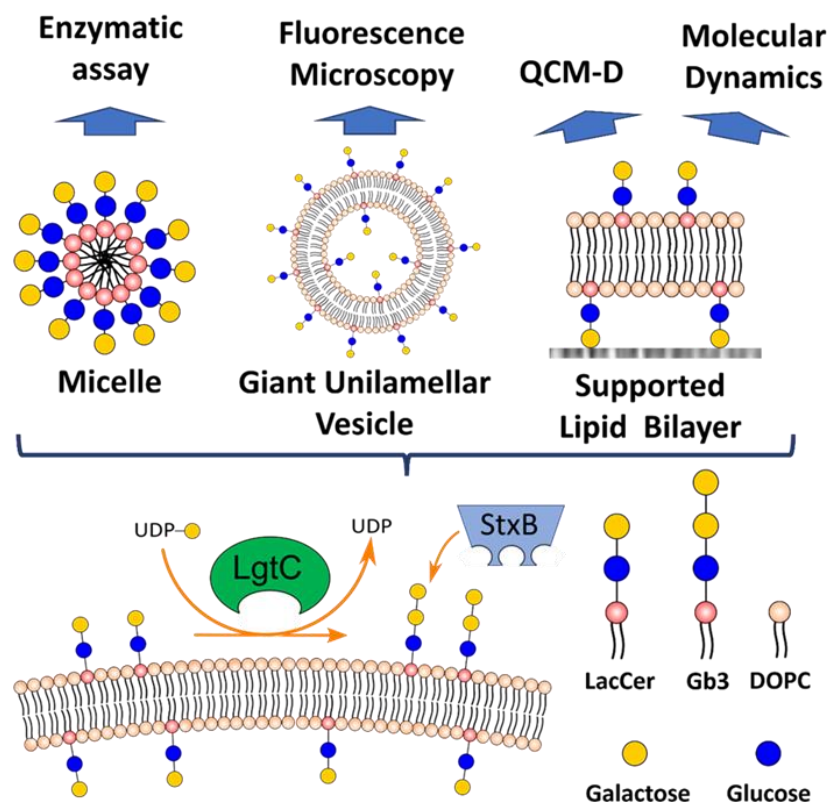 Enzymatic
assay
Fluorescence
Microscopy
QCM-D
Molecular
Dynamics
Micelle
Giant Unilamellar
Vesicle
Supported
Lipid Bilayer
UDP
UDP
StxB
LgtC
LacCer
Gb3
DOPC
Galactose
Glucose